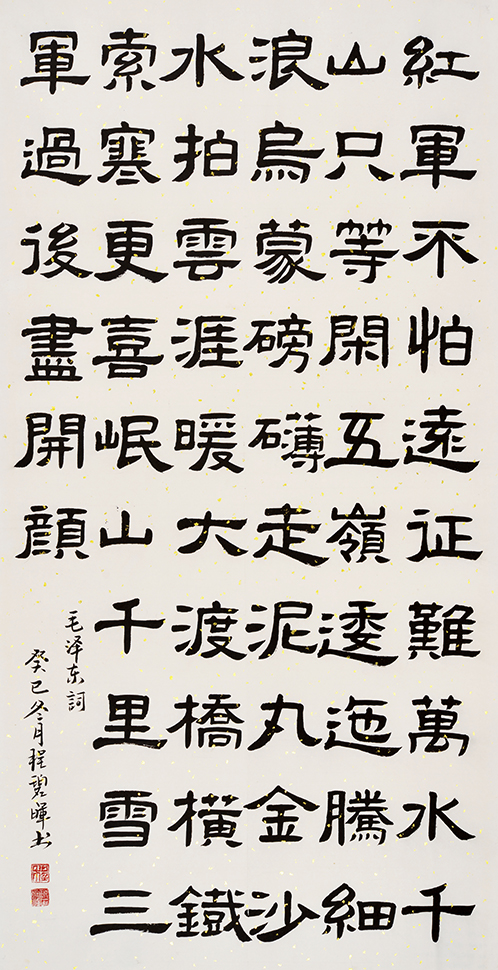 紅軍不怕遠征難萬水千
山只等閑五嶺逶迤騰細
浪烏蒙磅礴走泥丸金沙
水拍雲涯暖大渡橋橫鐵
索寒更喜岷山千里雪三
軍過後盡開顏
毛泽东詞
癸巳冬月程碧暉书